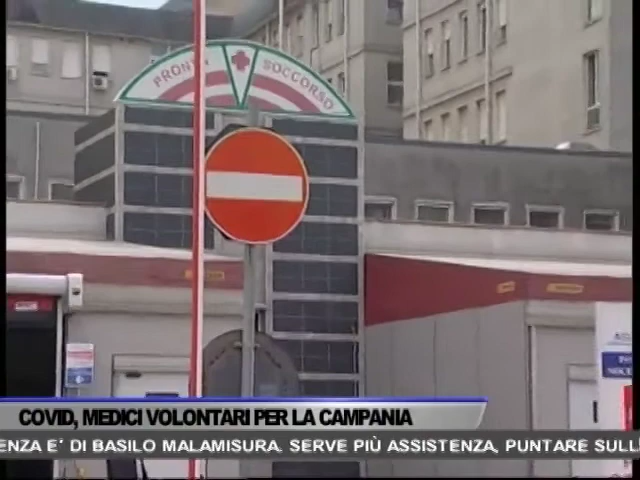 PRONTO SOCCORSO
COVID, MEDICI VOLONTARI PER LA CAMPANIA
ENZA E' DI BASILO MALAMISURA. SERVE PIÙ ASSISTENZA, PUNTARE SULL